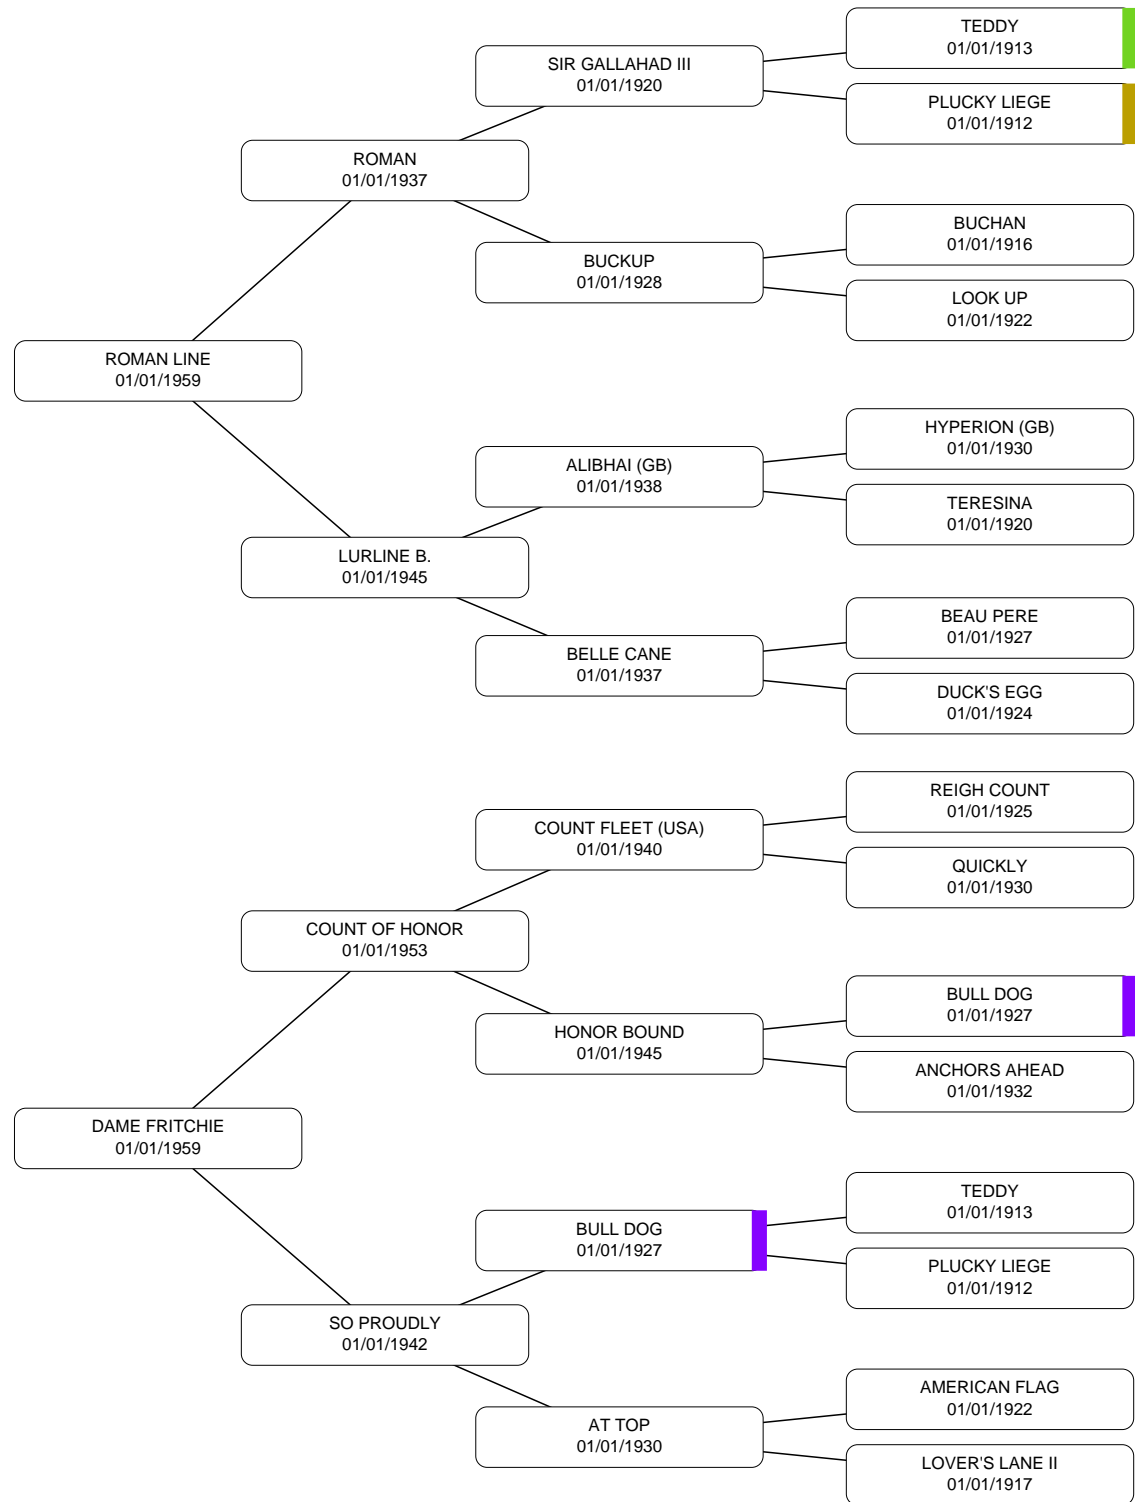 TEDDY
01/01/1913
SIR GALLAHAD III
01/01/1920
PLUCKY LIEGE
01/01/1912
ROMAN
01/01/1937
BUCHAN
01/01/1916
BUCKUP
01/01/1928
LOOK UP
01/01/1922
ROMAN LINE
01/01/1959
HYPERION (GB)
01/01/1930
ALIBHAI (GB)
01/01/1938
TERESINA
01/01/1920
LURLINE B.
01/01/1945
BEAU PERE
01/01/1927
BELLE CANE
01/01/1937
DUCK'S EGG
01/01/1924
REIGH COUNT
01/01/1925
COUNT FLEET (USA)
01/01/1940
QUICKLY
01/01/1930
COUNT OF HONOR
01/01/1953
BULL DOG
01/01/1927
HONOR BOUND
01/01/1945
ANCHORS AHEAD
01/01/1932
DAME FRITCHIE
01/01/1959
TEDDY
01/01/1913
BULL DOG
01/01/1927
PLUCKY LIEGE
01/01/1912
SO PROUDLY
01/01/1942
AMERICAN FLAG
01/01/1922
AT TOP
01/01/1930
LOVER'S LANE II
01/01/1917